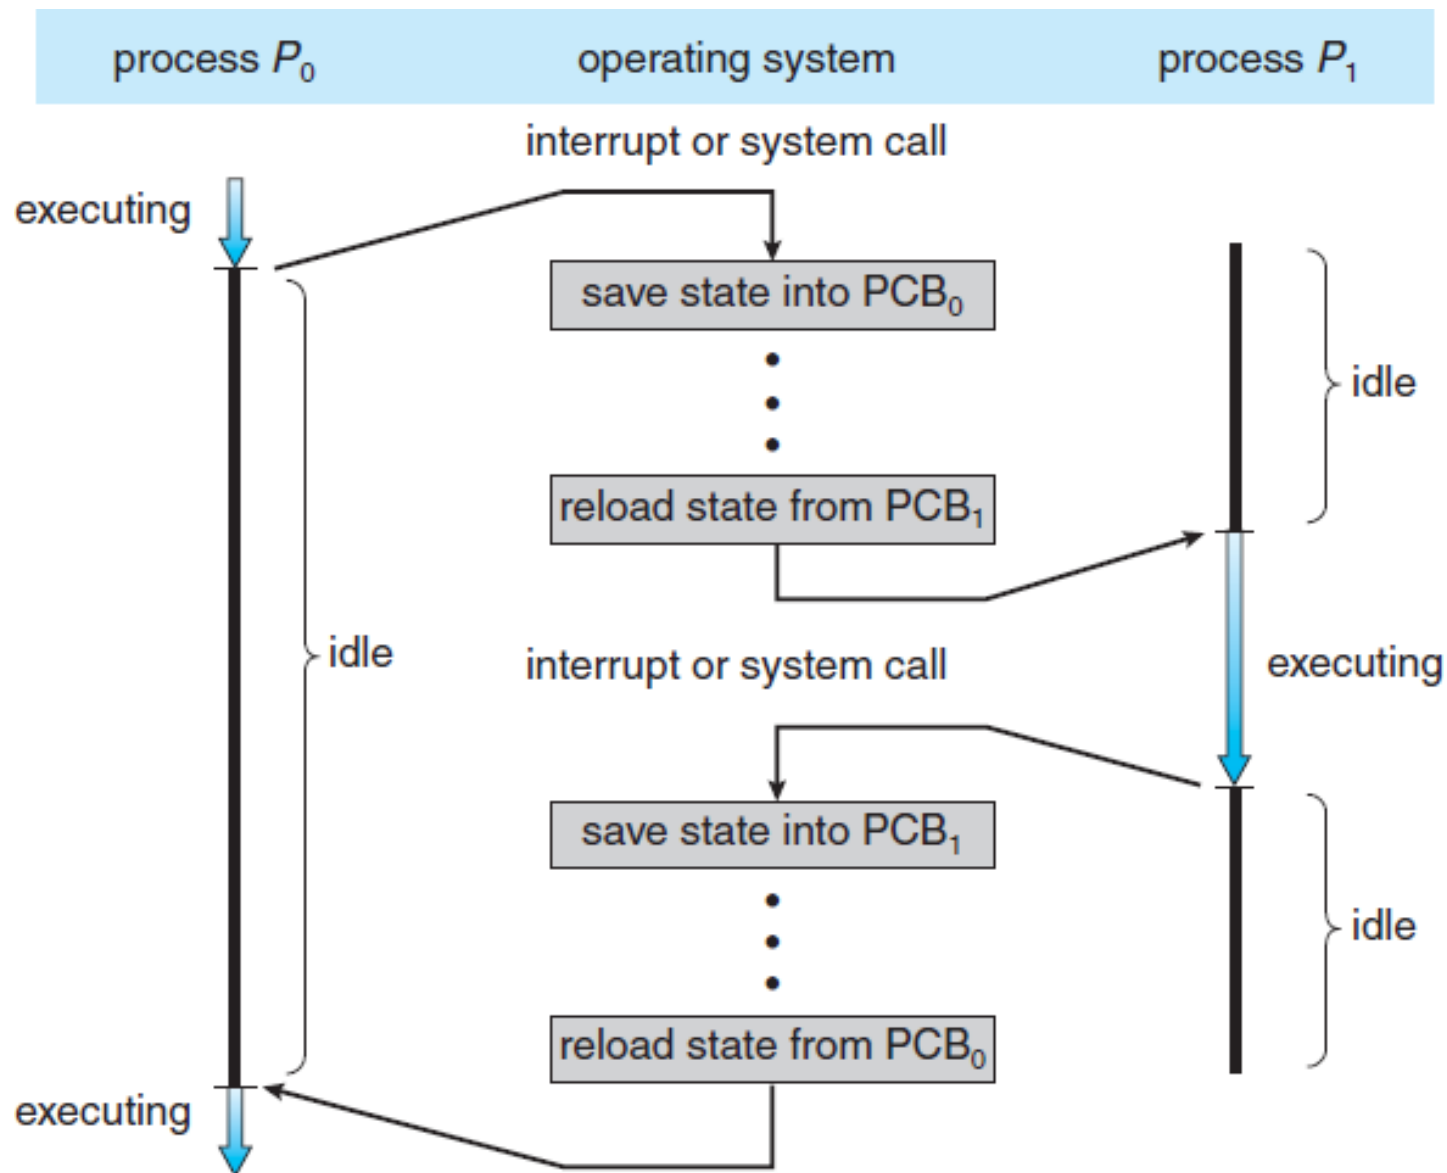 process P₀ operating system process P₁
interrupt or system call
executing
save state into PCB₀
idle
reload state from PCB₁
idle
interrupt or system call
executing
save state into PCB₁
idle
reload state from PCB₀
executing